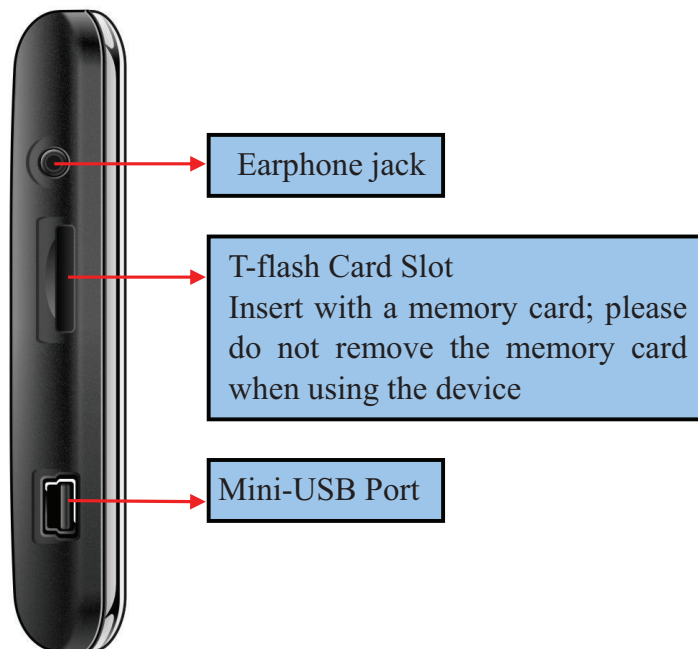 Earphone jack
T-flash Card Slot
Insert with a memory card; please
do not remove the memory card
when using the device
Mini-USB Port